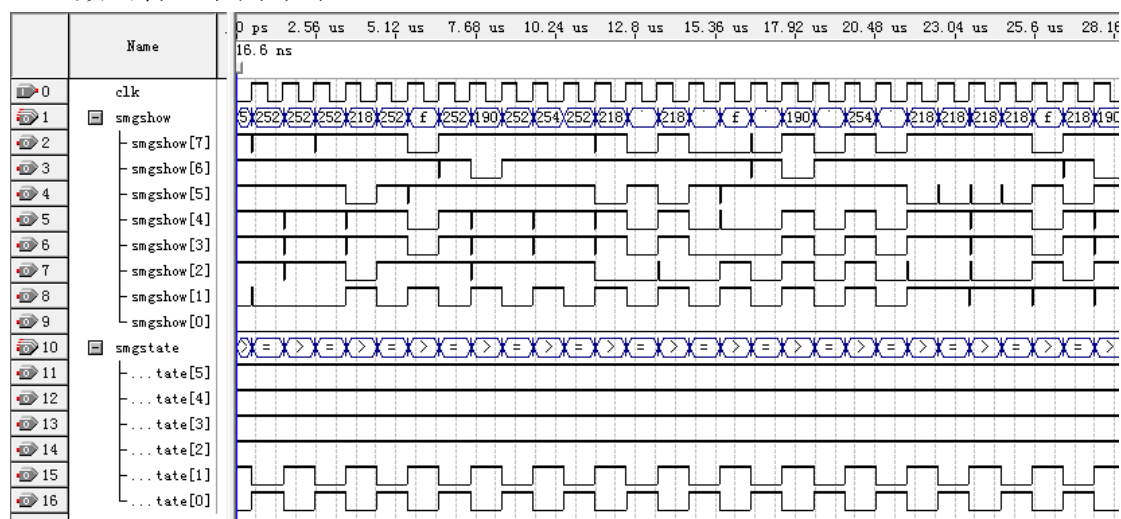 Name
0 ps 2.56 us 5.12 us 7.68 us 10.24 us 12.8 us 15.36 us 17.92 us 20.48 us 23.04 us 25.6 us 28.16
16.6 ns
0 clk
1 smgshow 5 252 252 252 218 252 f 252 190 252 254 252 218 218 f 190 254 218 218 218 218 f 218 190
2 smgshow[7]
3 smgshow[6]
4 smgshow[5]
5 smgshow[4]
6 smgshow[3]
7 smgshow[2]
8 smgshow[1]
9 smgshow[0]
10 smgstate > = > = > = > = > = > = > = > = > = > = > = > = > = > = >
11 ...tate[5]
12 ...tate[4]
13 ...tate[3]
14 ...tate[2]
15 ...tate[1]
16 ...tate[0]